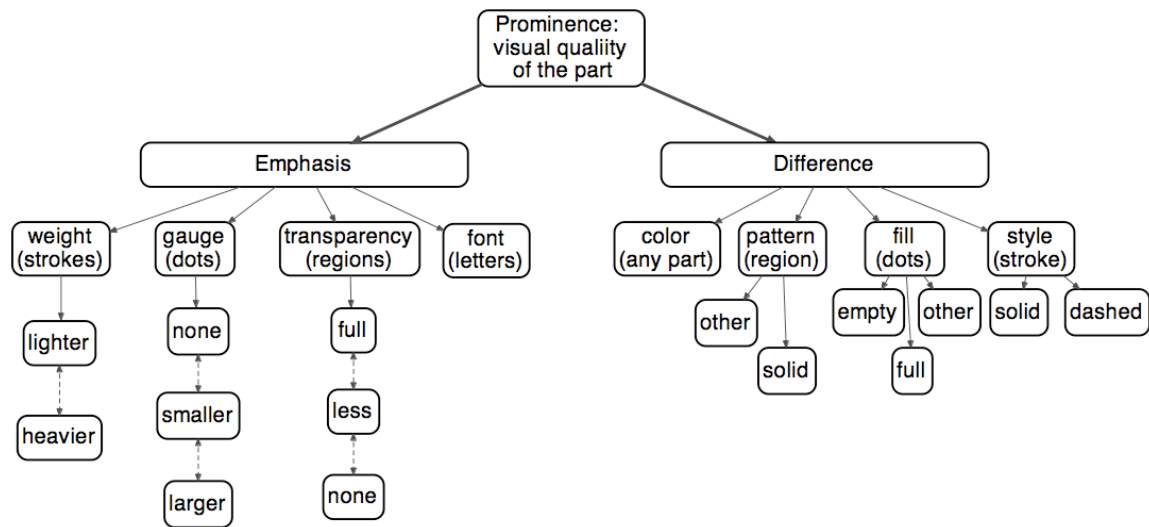 Prominence:
visual qualiity
of the part
Emphasis
Difference
weight
(strokes)
gauge
(dots)
transparency
(regions)
font
(letters)
color
(any part)
pattern
(region)
fill
(dots)
style
(stroke)
lighter
heavier
none
smaller
larger
full
less
none
other
solid
empty
full
other
solid
dashed